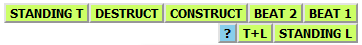 STANDING T DESTRUCT CONSTRUCT BEAT 2 BEAT 1
? T+L STANDING L